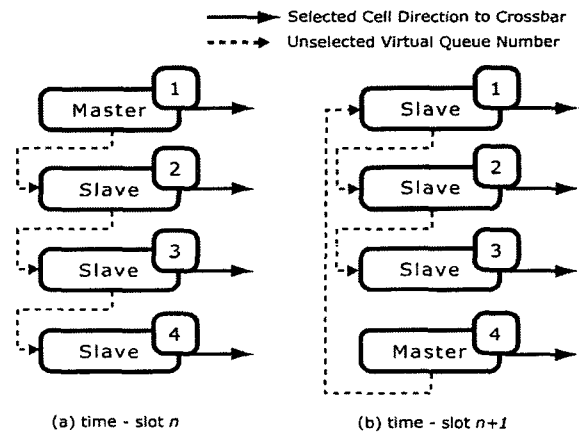 Selected Cell Direction to Crossbar
Unselected Virtual Queue Number
1
Master
2
Slave
3
Slave
4
Slave
(a) time - slot n
1
Slave
2
Slave
3
Slave
4
Master
(b) time - slot n+1